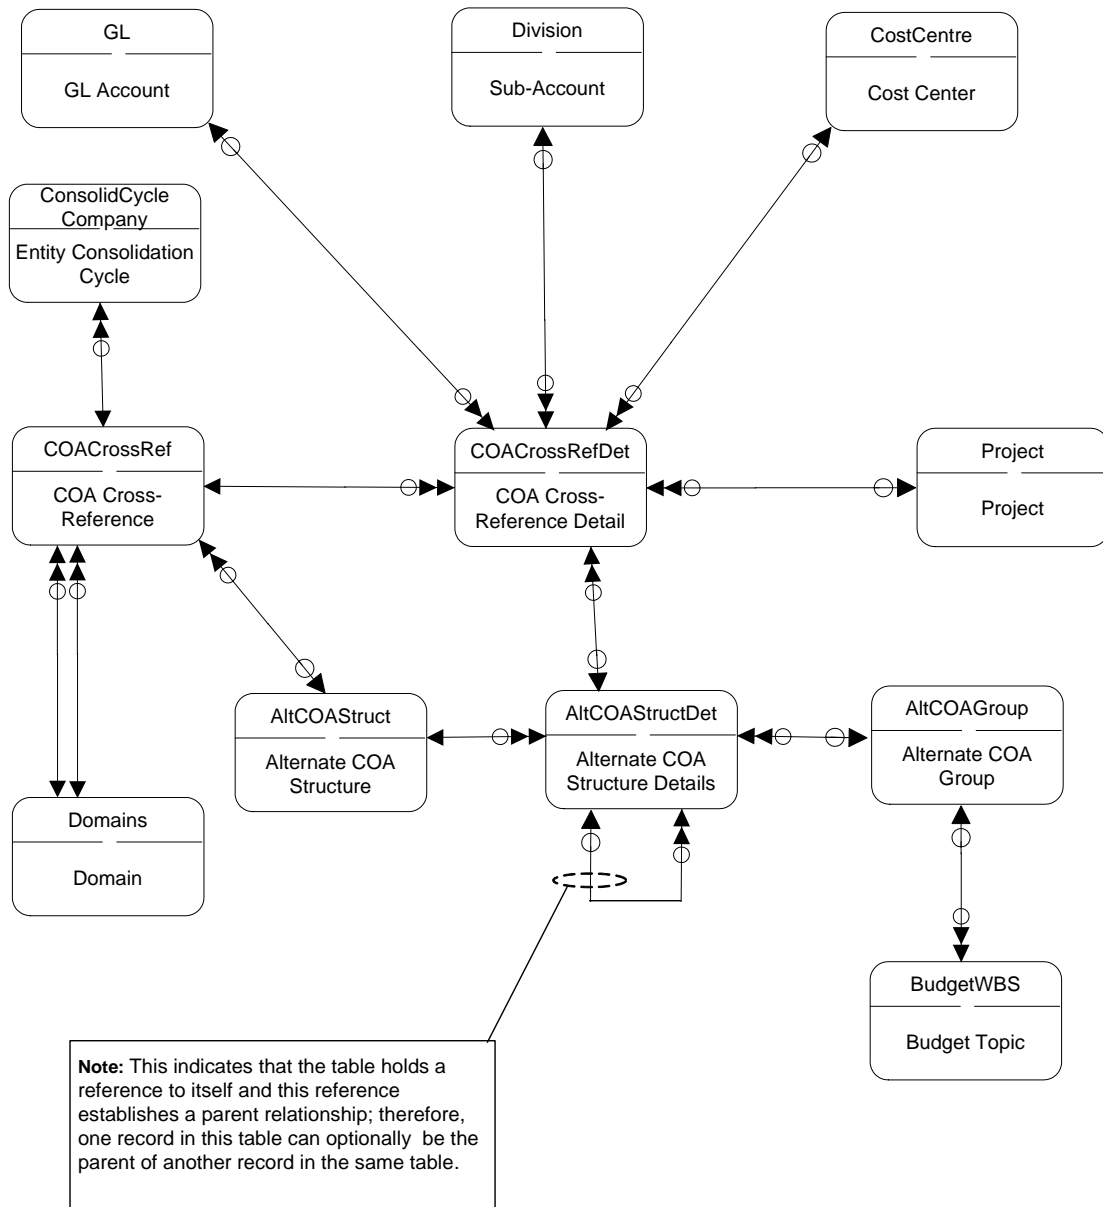 GL
GL Account
Division
Sub-Account
CostCentre
Cost Center
ConsolidCycle
Company
Entity Consolidation
Cycle
COACrossRef
COA Cross-
Reference
COACrossRefDet
COA Cross-
Reference Detail
Project
Project
AltCOAStruct
Alternate COA
Structure
AltCOAStructDet
Alternate COA
Structure Details
AltCOAGroup
Alternate COA
Group
Domains
Domain
BudgetWBS
Budget Topic
Note: This indicates that the table holds a
reference to itself and this reference
establishes a parent relationship; therefore,
one record in this table can optionally be the
parent of another record in the same table.